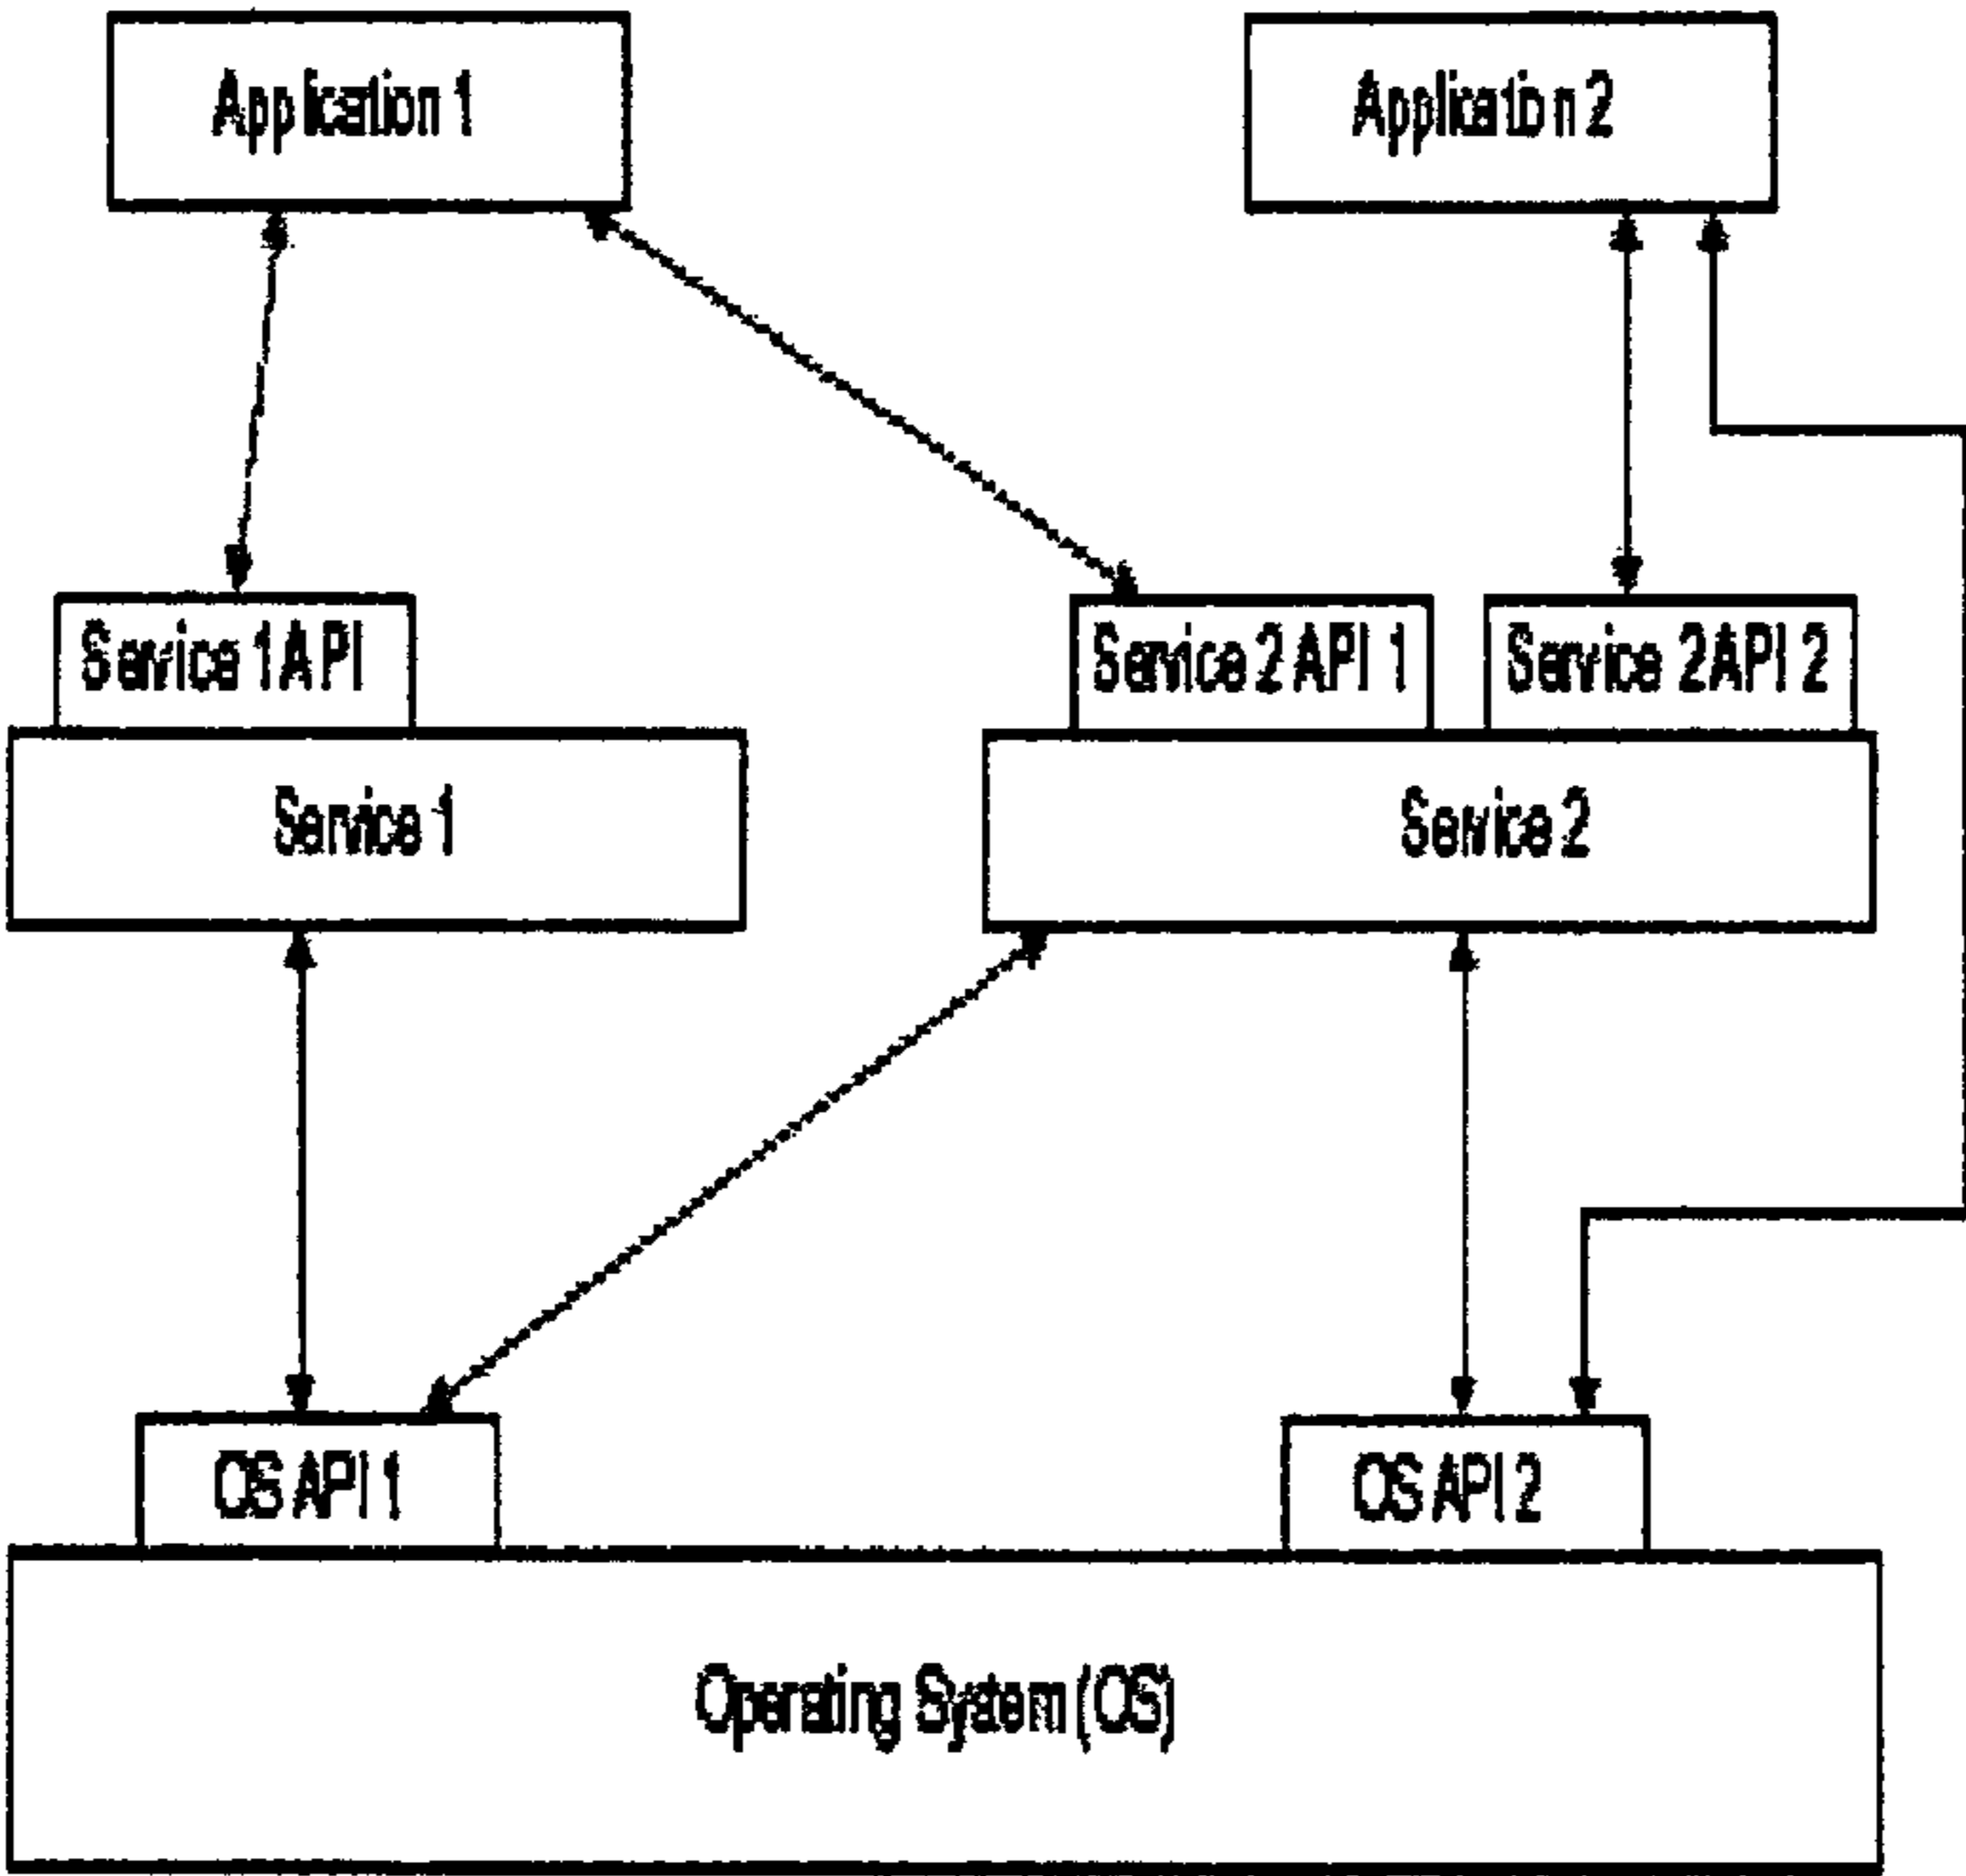 Application 1
Application 2
Service 1 API
Service 2 API 1
Service 2 API 2
Service 1
Service 2
OS API 1
OS API 2
Operating System (OS)